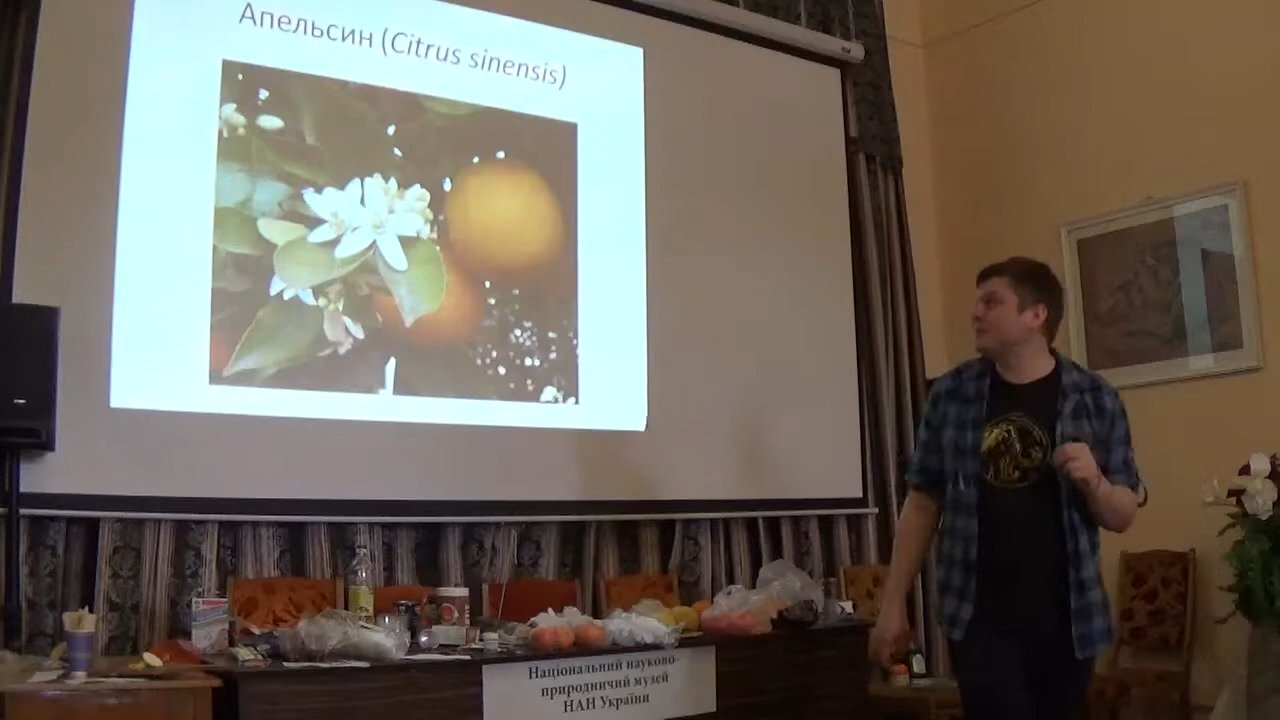 Апельсин (Citrus sinensis)
Національний науково-
природничий музей
НАН України